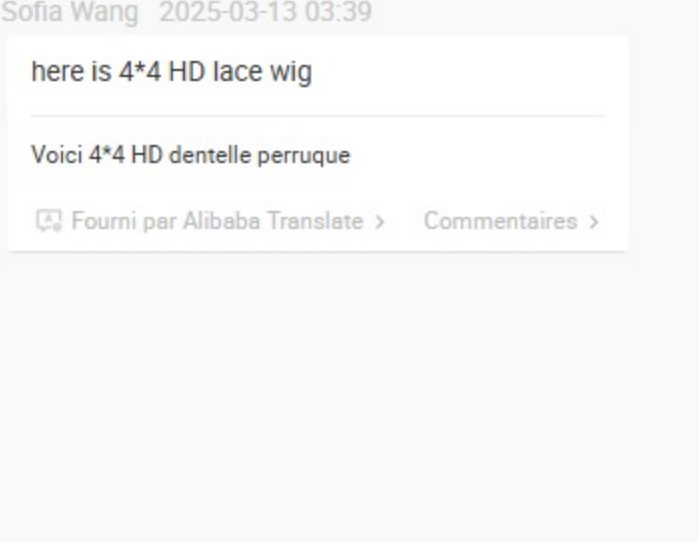 Sofia Wang 2025-03-13 03:39
here is 4*4 HD lace wig
Voici 4*4 HD dentelle perruque
Fourni par Alibaba Translate > Commentaires >